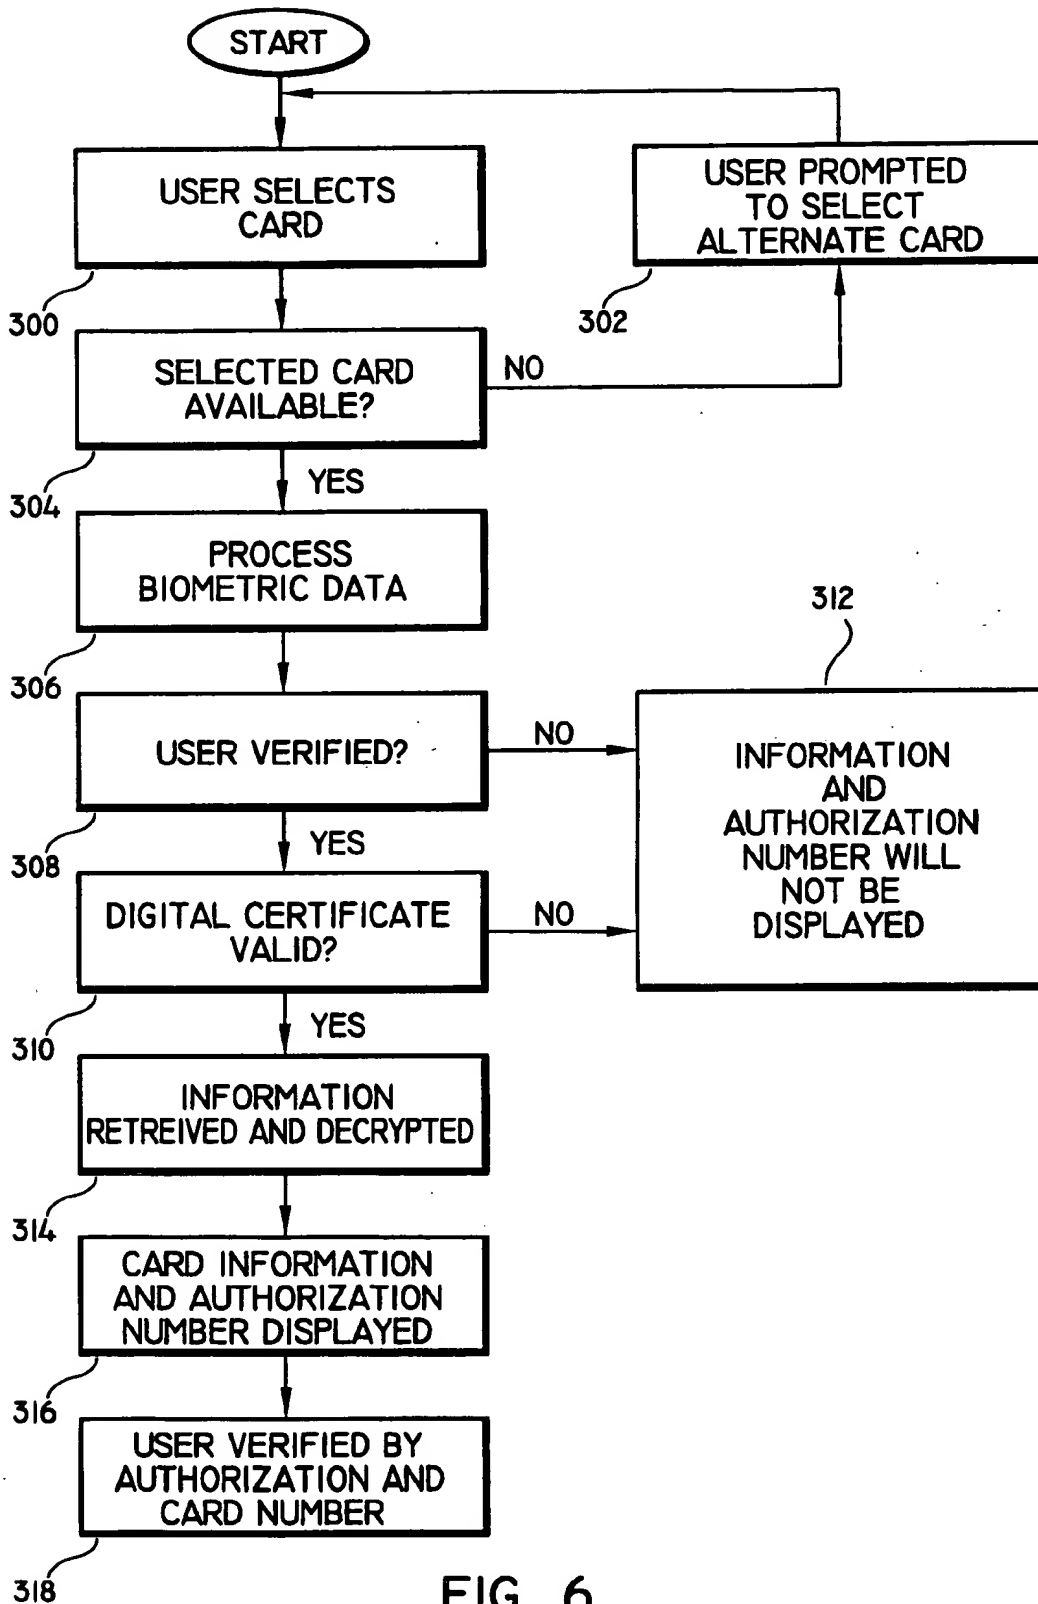 START
USER SELECTS
CARD
300
USER PROMPTED
TO SELECT
ALTERNATE CARD
302
SELECTED CARD
AVAILABLE?
NO
304
YES
PROCESS
BIOMETRIC DATA
306
312
USER VERIFIED?
NO
308
YES
INFORMATION
AND
AUTHORIZATION
NUMBER WILL
NOT BE
DISPLAYED
DIGITAL CERTIFICATE
VALID?
NO
310
YES
INFORMATION
RETREIVED AND DECRYPTED
314
CARD INFORMATION
AND AUTHORIZATION
NUMBER DISPLAYED
316
USER VERIFIED BY
AUTHORIZATION AND
CARD NUMBER
318
FIG. 6